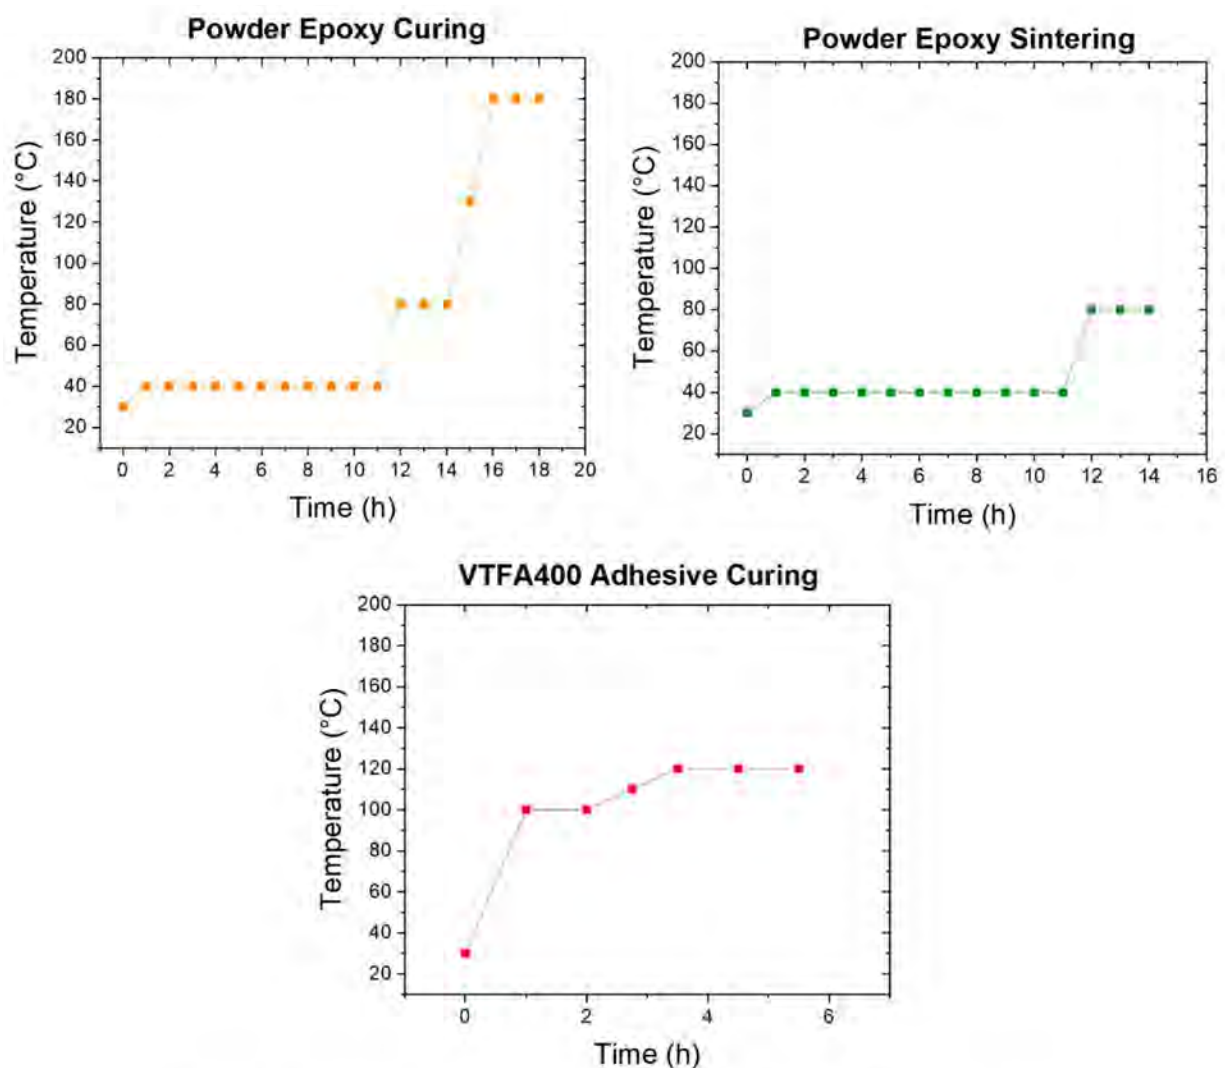 Powder Epoxy Curing
200
180
160
140
120
100
80
60
40
20
Temperature (°C)
0 2 4 6 8 10 12 14 16 18 20
Time (h)
Powder Epoxy Sintering
200
180
160
140
120
100
80
60
40
20
Temperature (°C)
0 2 4 6 8 10 12 14 16
Time (h)
VTFA400 Adhesive Curing
200
180
160
140
120
100
80
60
40
20
Temperature (°C)
0 2 4 6
Time (h)